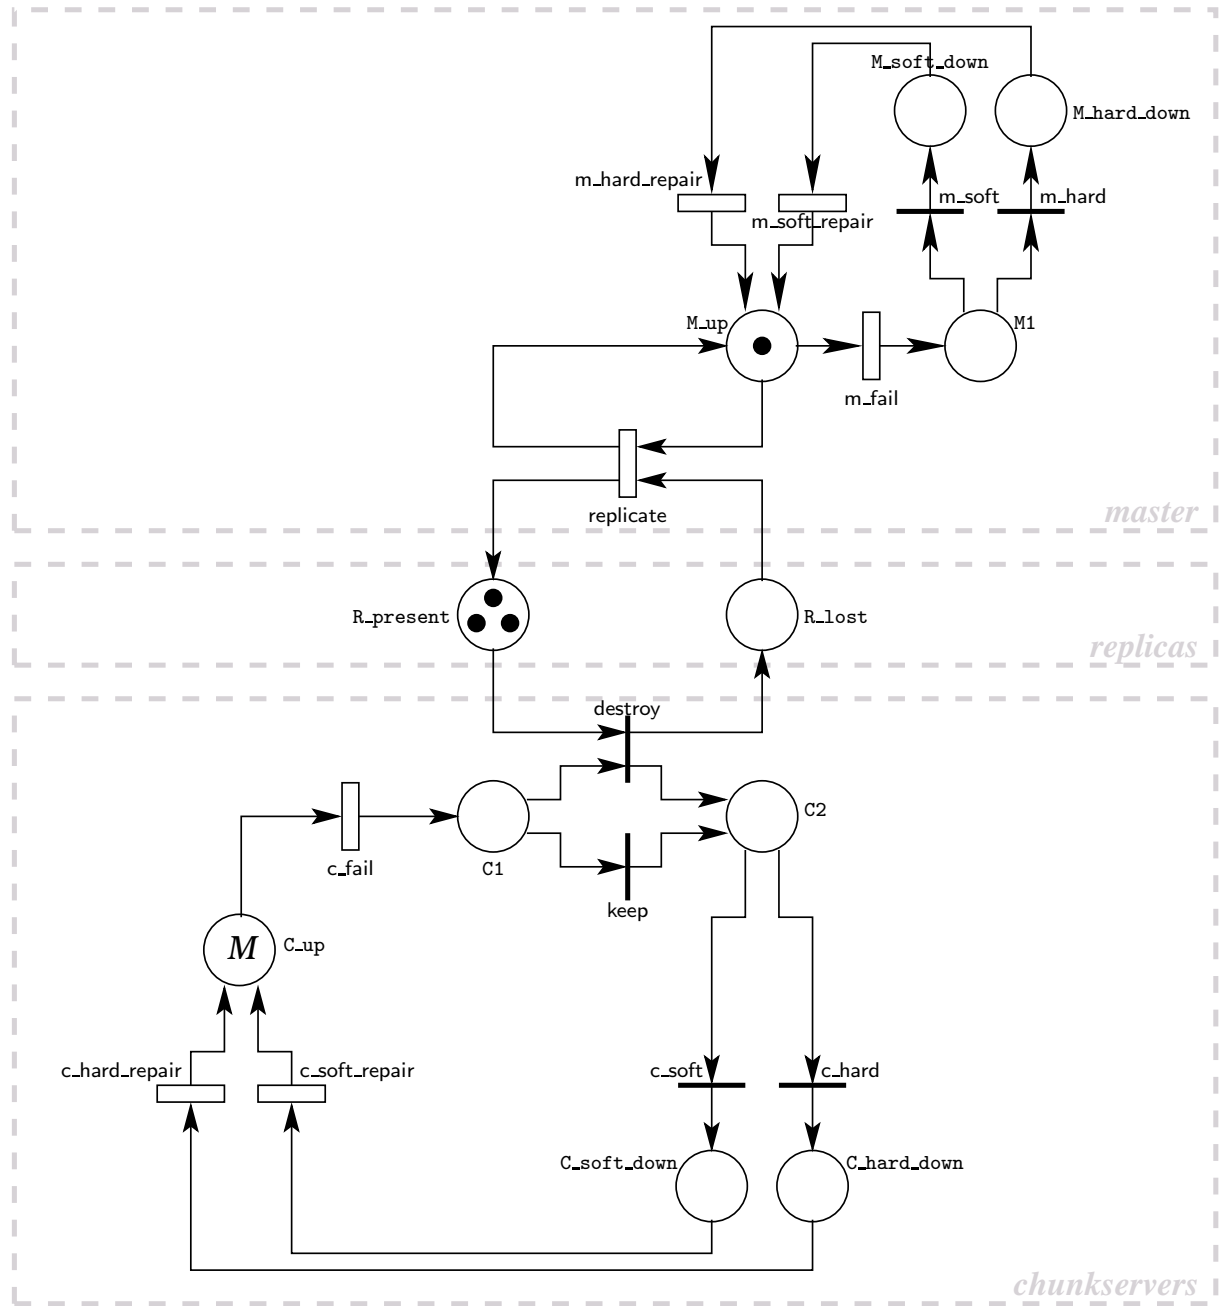 M_soft_down
M_hard_down
m_hard_repair
m_soft
m_hard
m_soft_repair
M_up
M1
m_fail
replicate
master
R_present
R_lost
replicas
destroy
C2
c_fail
C1
keep
M
C_up
c_hard_repair
c_soft_repair
c_soft
c_hard
C_soft_down
C_hard_down
chunkservers